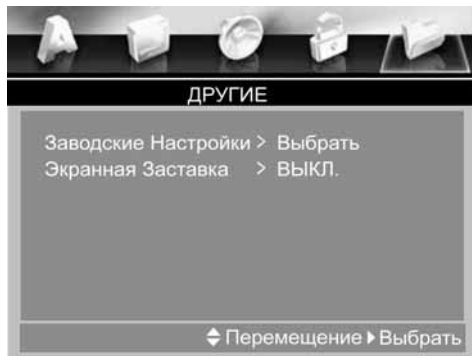 A
ДРУГИЕ
Заводские Настройки > Выбрать
Экранная Заставка > ВЫКЛ.
Перемещение Выбрать